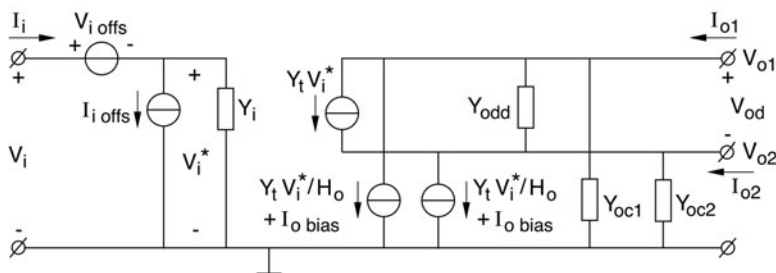 I_i
V_i offs
+ -
+
I_i offs
+
Y_i
V_i
V_i*
-
-
Y_t V_i*
Y_odd
Y_t V_i*/H_o
+ I_o bias
Y_t V_i*/H_o
+ I_o bias
Y_oc1
Y_oc2
I_o1
V_o1
+
V_od
-
V_o2
I_o2